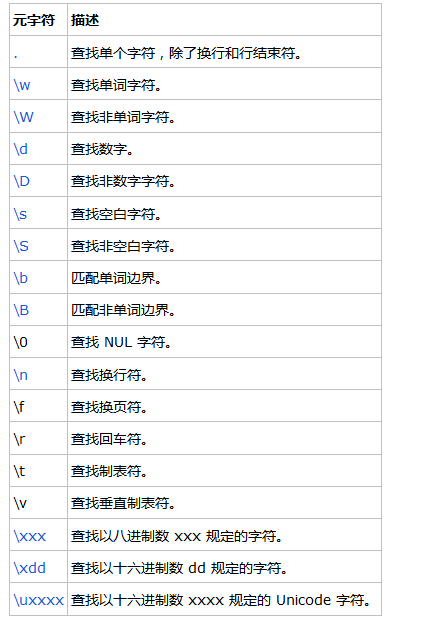 元字符 描述
. 查找单个字符，除了换行和行结束符。
\w 查找单词字符。
\W 查找非单词字符。
\d 查找数字。
\D 查找非数字字符。
\s 查找空白字符。
\S 查找非空白字符。
\b 匹配单词边界。
\B 匹配非单词边界。
\0 查找 NUL 字符。
\n 查找换行符。
\f 查找换页符。
\r 查找回车符。
\t 查找制表符。
\v 查找垂直制表符。
\xxx 查找以八进制数 xxx 规定的字符。
\xdd 查找以十六进制数 dd 规定的字符。
\uxxxx 查找以十六进制数 xxxx 规定的 Unicode 字符。